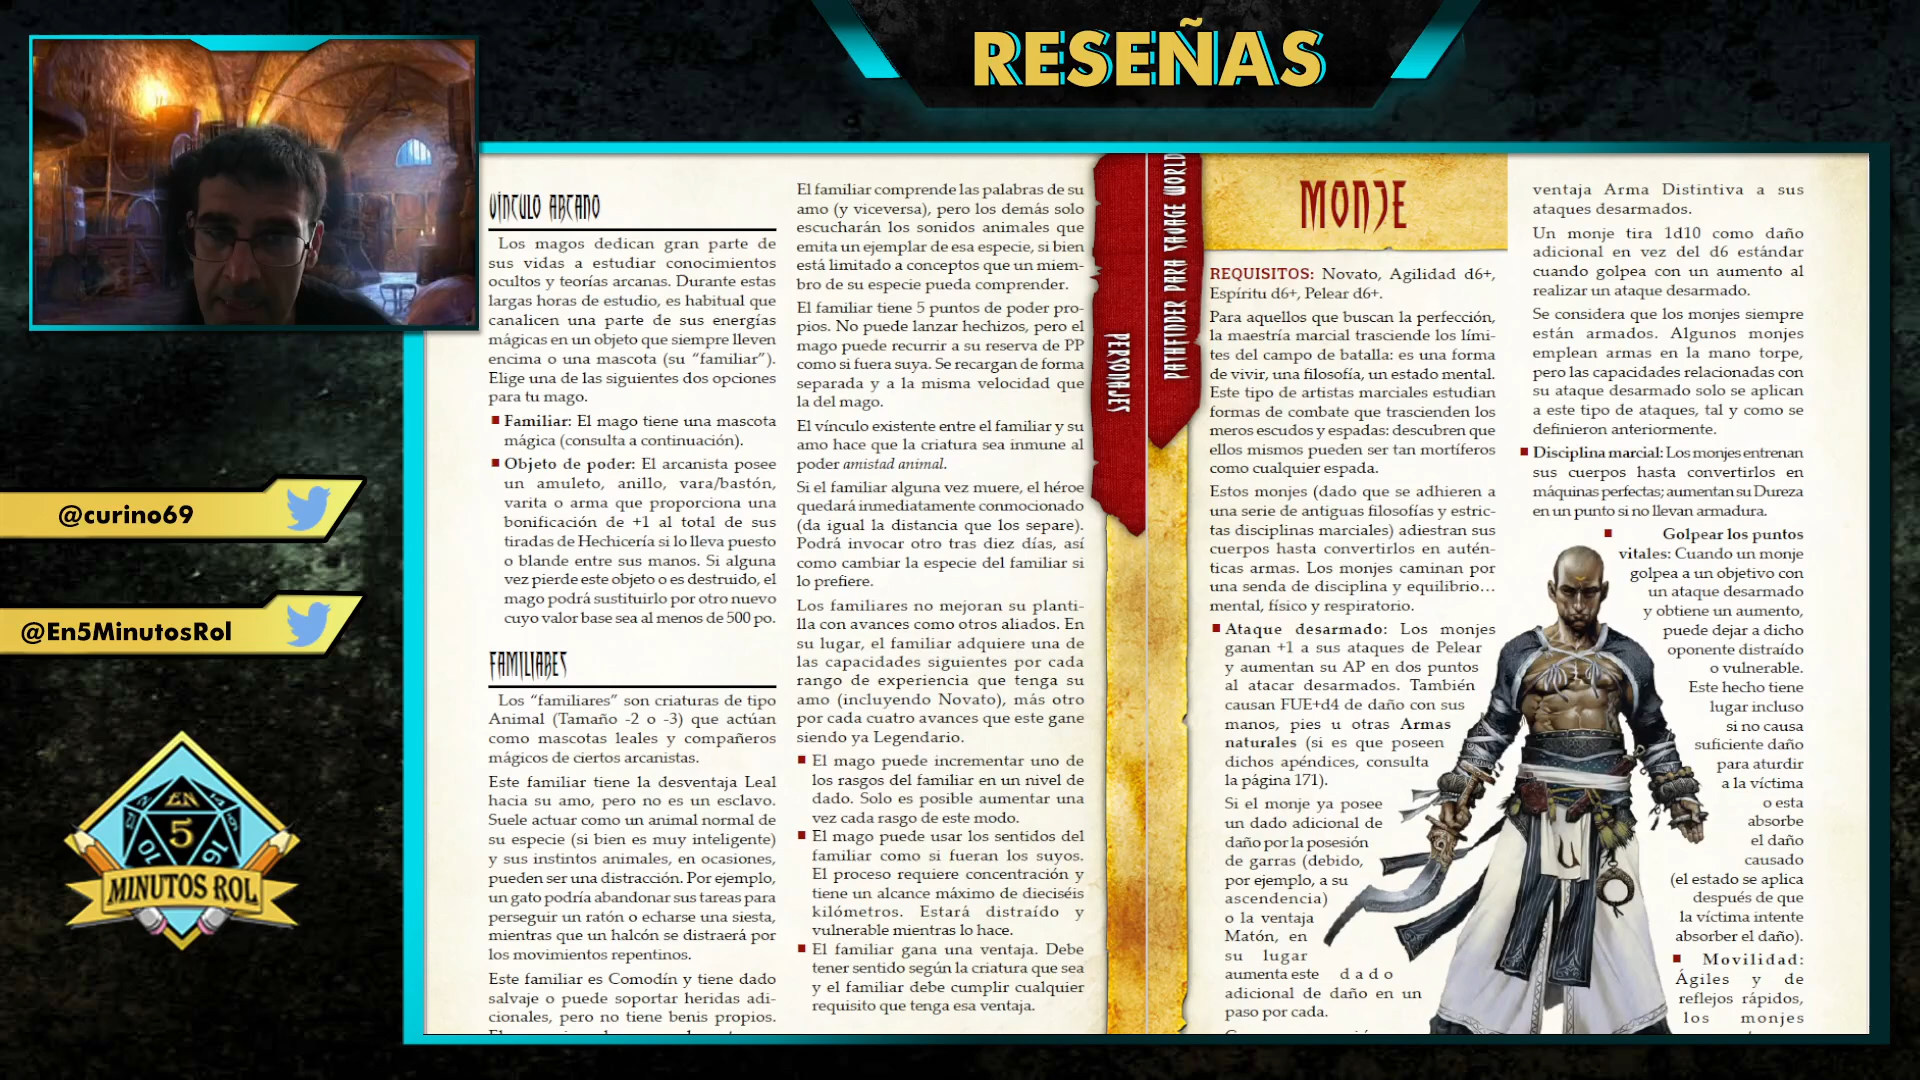 RESEÑAS
@curino69
@En5MinutosRol
EN
5
MINUTOS ROL
VÍNCULO ARCANO
Los magos dedican gran parte de
sus vidas a estudiar conocimientos
ocultos y teorías arcanas. Durante estas
largas horas de estudio, es habitual que
canalicen una parte de sus energías
mágicas en un objeto que siempre lleven
encima o una mascota (su “familiar”).
Elige una de las siguientes dos opciones
para tu mago.
■ Familiar: El mago tiene una mascota
mágica (consulta a continuación).
■ Objeto de poder: El arcanista posee
un amuleto, anillo, vara/bastón,
varita o arma que proporciona una
bonificación de +1 al total de sus
tiradas de Hechicería si lo lleva puesto
o blande entre sus manos. Si alguna
vez pierde este objeto o es destruido, el
mago podrá sustituirlo por otro nuevo
cuyo valor base sea al menos de 500 po.
FAMILIARES
Los “familiares” son criaturas de tipo
Animal (Tamaño -2 o -3) que actúan
como mascotas leales y compañeros
mágicos de ciertos arcanistas.
Este familiar tiene la desventaja Leal
hacia su amo, pero no es un esclavo.
Suele actuar como un animal normal de
su especie (si bien es muy inteligente)
y sus instintos animales, en ocasiones,
pueden ser una distracción. Por ejemplo,
un gato podría abandonar sus tareas para
perseguir un ratón o echarse una siesta,
mientras que un halcón se distraerá por
los movimientos repentinos.
Este familiar es Comodín y tiene dado
salvaje o puede soportar heridas adi-
cionales, pero no tiene benis propios.
El familiar comprende las palabras de su
amo (y viceversa), pero los demás solo
escucharán los sonidos animales que
emita un ejemplar de esa especie, si bien
está limitado a conceptos que un miem-
bro de su especie pueda comprender.
El familiar tiene 5 puntos de poder pro-
pios. No puede lanzar hechizos, pero el
mago puede recurrir a su reserva de PP
como si fuera suya. Se recargan de forma
separada y a la misma velocidad que
la del mago.
El vínculo existente entre el familiar y su
amo hace que la criatura sea inmune al
poder amistad animal.
Si el familiar alguna vez muere, el héroe
quedará inmediatamente conmocionado
(da igual la distancia que los separe).
Podrá invocar otro tras diez días, así
como cambiar la especie del familiar si
lo prefiere.
Los familiares no mejoran su planti-
lla con avances como otros aliados. En
su lugar, el familiar adquiere una de
las capacidades siguientes por cada
rango de experiencia que tenga su
amo (incluyendo Novato), más otro
por cada cuatro avances que este gane
siendo ya Legendario.
■ El mago puede incrementar uno de
los rasgos del familiar en un nivel de
dado. Solo es posible aumentar una
vez cada rasgo de este modo.
■ El mago puede usar los sentidos del
familiar como si fueran los suyos.
El proceso requiere concentración y
tiene un alcance máximo de dieciséis
kilómetros. Estará distraído y
vulnerable mientras lo hace.
■ El familiar gana una ventaja. Debe
tener sentido según la criatura que sea
y el familiar debe cumplir cualquier
requisito que tenga esa ventaja.
PERSONAJES
PATHFINDER PARA SAVAGE WORLD
MONJE
REQUISITOS: Novato, Agilidad d6+,
Espíritu d6+, Pelear d6+.
Para aquellos que buscan la perfección,
la maestría marcial trasciende los lími-
tes del campo de batalla: es una forma
de vivir, una filosofía, un estado mental.
Este tipo de artistas marciales estudian
formas de combate que trascienden los
meros escudos y espadas: descubren que
ellos mismos pueden ser tan mortíferos
como cualquier espada.
Estos monjes (dado que se adhieren a
una serie de antiguas filosofías y estric-
tas disciplinas marciales) adiestran sus
cuerpos hasta convertirlos en autén-
ticas armas. Los monjes caminan por
una senda de disciplina y equilibrio…
mental, físico y respiratorio.
■ Ataque desarmado: Los monjes
ganan +1 a sus ataques de Pelear
y aumentan su AP en dos puntos
al atacar desarmados. También
causan FUE+d4 de daño con sus
manos, pies u otras Armas
naturales (si es que poseen
dichos apéndices, consulta
la página 171).
Si el monje ya posee
un dado adicional de
daño por la posesión
de garras (debido,
por ejemplo, a su
ascendencia)
o la ventaja
Matón, en
su lugar
aumenta este dado
adicional de daño en un
paso por cada.
ventaja Arma Distintiva a sus
ataques desarmados.
Un monje tira 1d10 como daño
adicional en vez del d6 estándar
cuando golpea con un aumento al
realizar un ataque desarmado.
Se considera que los monjes siempre
están armados. Algunos monjes
emplean armas en la mano torpe,
pero las capacidades relacionadas con
su ataque desarmado solo se aplican
a este tipo de ataques, tal y como se
definieron anteriormente.
■ Disciplina marcial: Los monjes entrenan
sus cuerpos hasta convertirlos en
máquinas perfectas; aumentan su Dureza
en un punto si no llevan armadura.
■ Golpear los puntos
vitales: Cuando un monje
golpea a un objetivo con
un ataque desarmado
y obtiene un aumento,
puede dejar a dicho
oponente distraído
o vulnerable.
Este hecho tiene
lugar incluso
si no causa
suficiente daño
para aturdir
a la víctima
o esta
absorbe
el daño
causado
(el estado se aplica
después de que
la víctima intente
absorber el daño).
■ Movilidad:
Ágiles y de
reflejos rápidos,
los monjes